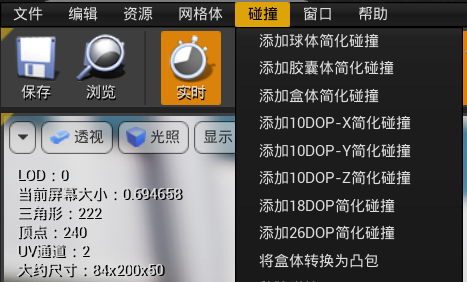 文件 编辑 资源 网格体 碰撞 窗口 帮助
保存 浏览 实时
添加球体简化碰撞
添加胶囊体简化碰撞
添加盒体简化碰撞
添加10DOP-X简化碰撞
添加10DOP-Y简化碰撞
添加10DOP-Z简化碰撞
添加18DOP简化碰撞
添加26DOP简化碰撞
将盒体转换为凸包
透视 光照 显示
LOD：0
当前屏幕大小：0.694658
三角形：222
顶点：240
UV通道：2
大约尺寸：84x200x50